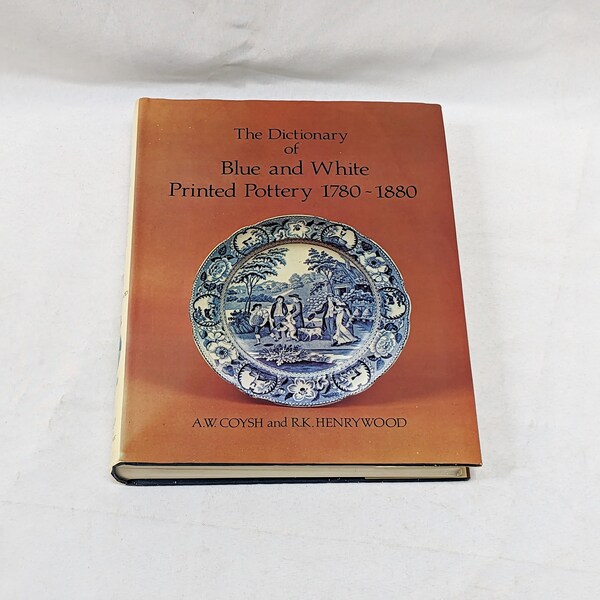 The Dictionary
of
Blue and White
Printed Pottery 1780~1880
A.W. COYSH and R.K. HENRYWOOD